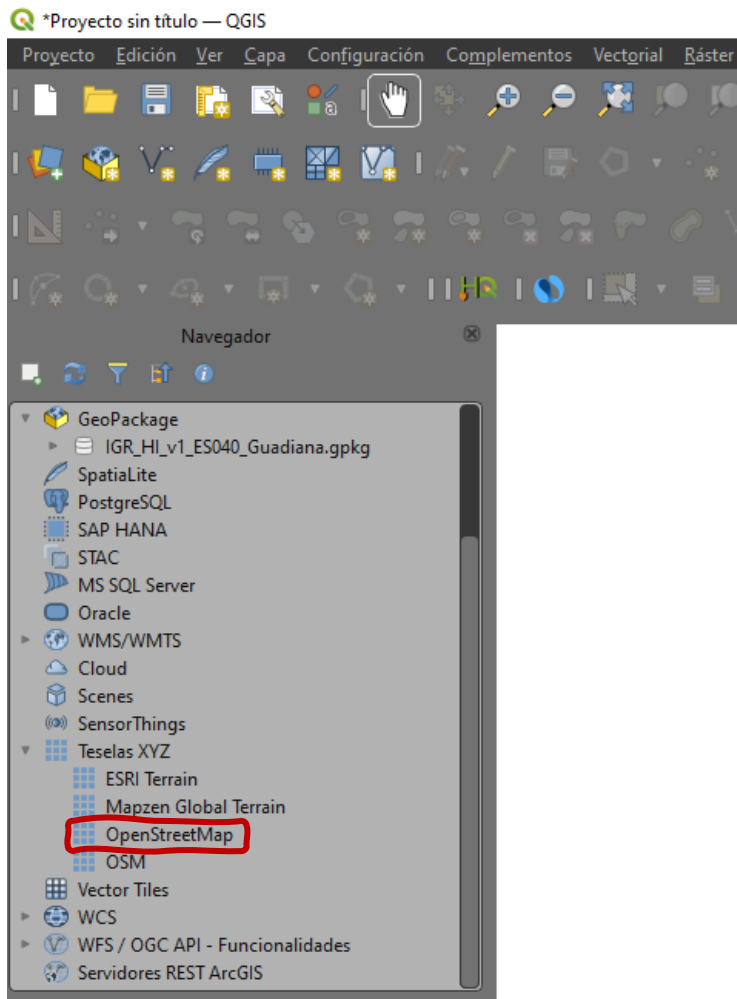 *Proyecto sin título — QGIS
Proyecto Edición Ver Capa Configuración Complementos Vectorial Ráster
Navegador
GeoPackage
IGR_HI_v1_ES040_Guadiana.gpkg
SpatiaLite
PostgreSQL
SAP HANA
STAC
MS SQL Server
Oracle
WMS/WMTS
Cloud
Scenes
SensorThings
Teselas XYZ
ESRI Terrain
Mapzen Global Terrain
OpenStreetMap
OSM
Vector Tiles
WCS
WFS / OGC API - Funcionalidades
Servidores REST ArcGIS